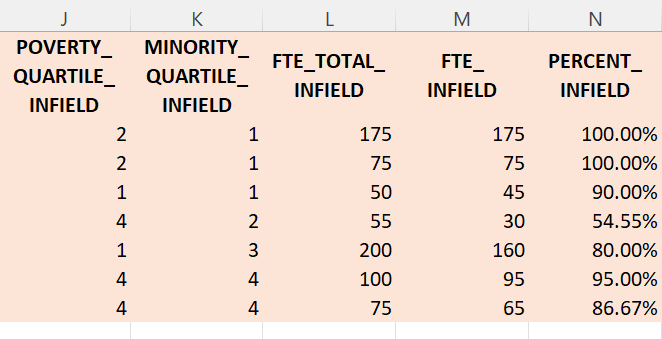 J K L M N
POVERTY_ MINORITY_ FTE_TOTAL_ FTE_ PERCENT_
QUARTILE_ QUARTILE_ INFIELD INFIELD INFIELD
INFIELD INFIELD
2 1 175 175 100.00%
2 1 75 75 100.00%
1 1 50 45 90.00%
4 2 55 30 54.55%
1 3 200 160 80.00%
4 4 100 95 95.00%
4 4 75 65 86.67%